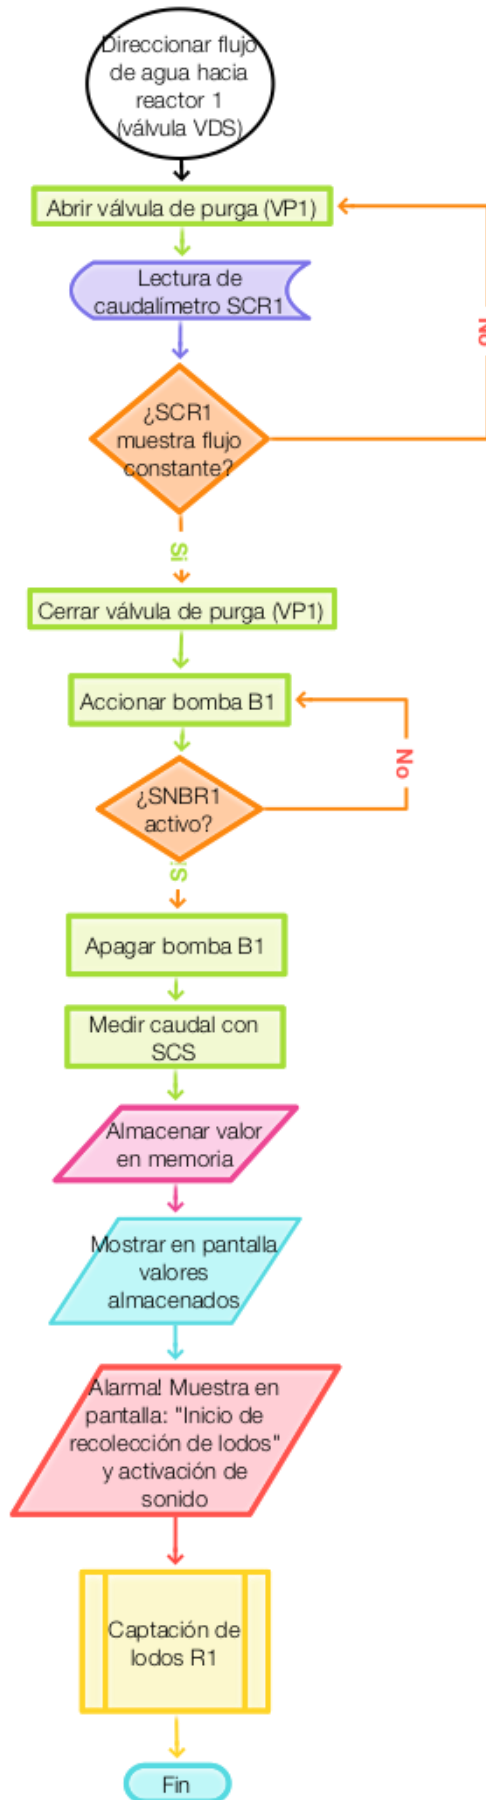 Direccionar flujo
de agua hacia
reactor 1
(válvula VDS)
Abrir válvula de purga (VP1)
Lectura de
caudalímetro SCR1
No
¿SCR1
muestra flujo
constante?
Si
Cerrar válvula de purga (VP1)
Accionar bomba B1
No
¿SNBR1
activo?
Si
Apagar bomba B1
Medir caudal con
SCS
Almacenar valor
en memoria
Mostrar en pantalla
valores
almacenados
Alarma! Muestra en
pantalla: "Inicio de
recolección de lodos"
y activación de
sonido
Captación de
lodos R1
Fin